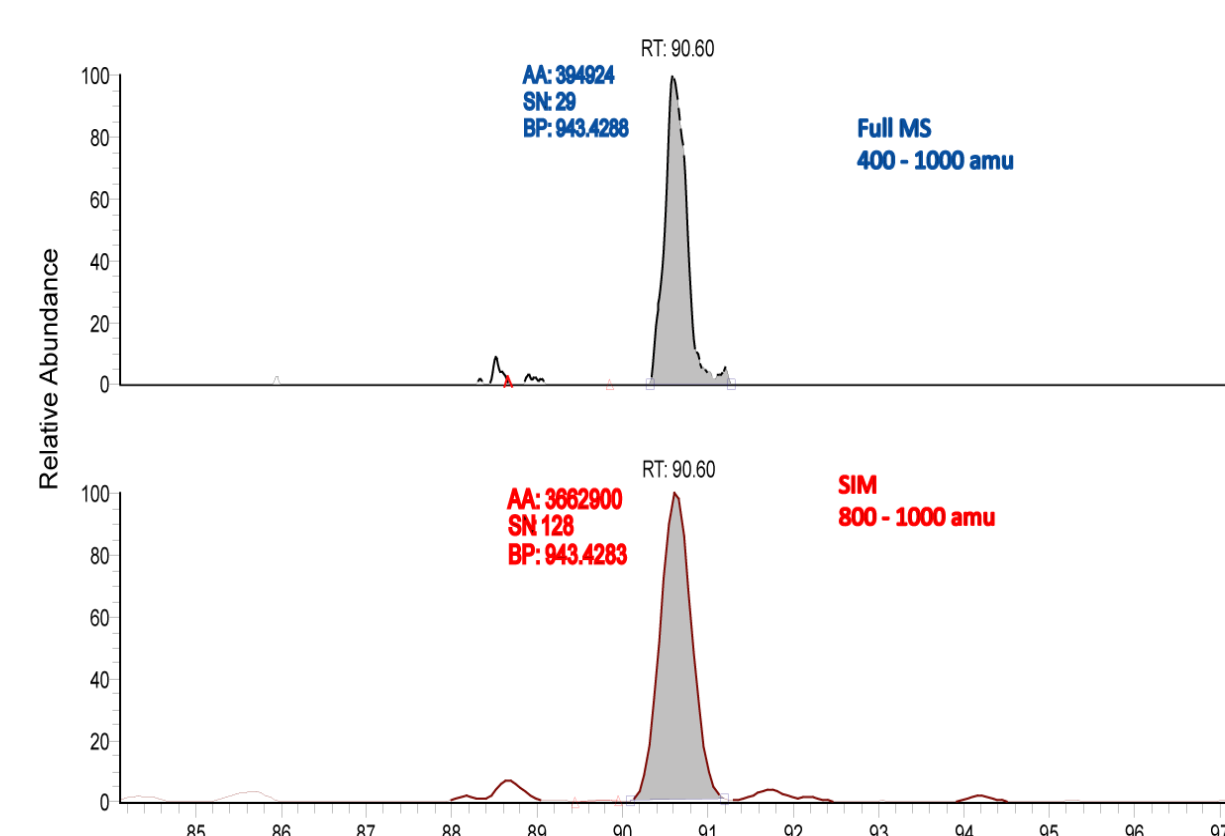 RT: 90.60
AA: 394924
SN: 29
BP: 943.4288
Full MS
400 - 1000 amu
100
80
60
40
20
0
Relative Abundance
RT: 90.60
AA: 3662900
SN: 128
BP: 943.4283
SIM
800 - 1000 amu
100
80
60
40
20
0
85 86 87 88 89 90 91 92 93 94 95 96 97